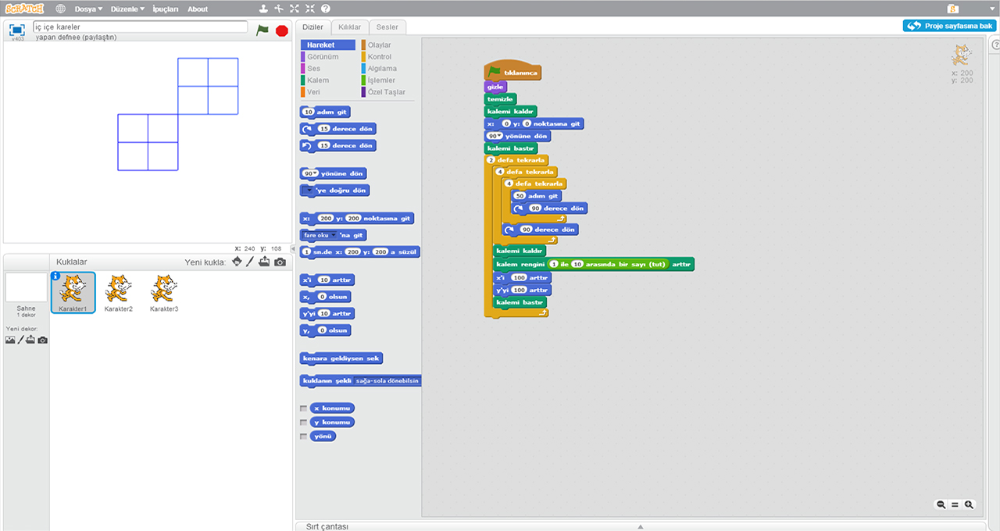 SCRATCH Dosya Düzenle İpuçları About
v403
iç içe kareler
yapan defnee (paylaştın)
Proje sayfasına bak
x: 240 y: 108
Kuklalar Yeni kukla:
Sahne
1 dekor
Yeni dekor:
Karakter1 Karakter2 Karakter3
Diziler Kılıklar Sesler
Hareket Olaylar
Görünüm Kontrol
Ses Algılama
Kalem İşlemler
Veri Özel Taşlar
10 adım git
15 derece dön
15 derece dön
90 yönüne dön
'ye doğru dön
x: 200 y: 200 noktasına git
fare oku 'na git
1 sn.de x: 200 y: 200 a süzül
x'i 10 arttır
x, 0 olsun
y'yi 10 arttır
y, 0 olsun
kenara geldiysen sek
kuklanın şekli sağa-sola dönebilsin
x konumu
y konumu
yönü
tıklanınca
gizle
temizle
kalemi kaldır
x: 0 y: 0 noktasına git
90 yönüne dön
kalemi bastır
2 defa tekrarla
4 defa tekrarla
4 defa tekrarla
50 adım git
90 derece dön
90 derece dön
kalemi kaldır
kalem rengini 1 ile 10 arasında bir sayı (tut) arttır
x'i 100 arttır
y'yi 100 arttır
kalemi bastır
x: 200
y: 200
Sırt çantası